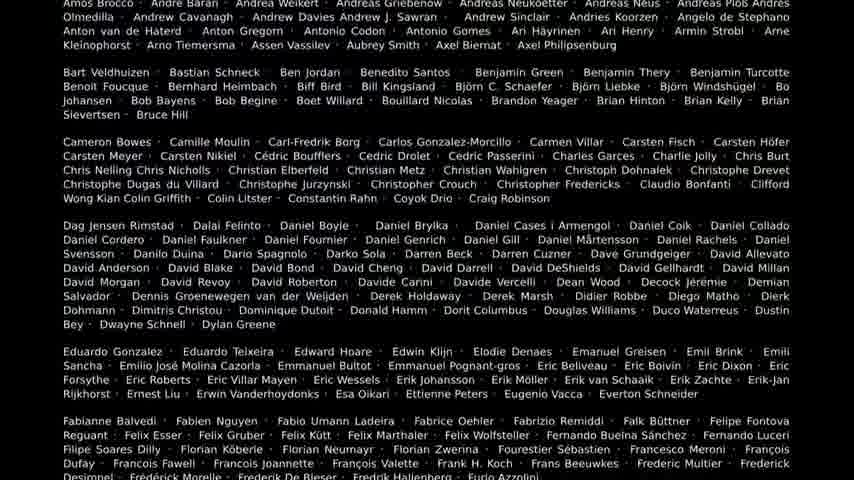 Amos Brocco · André Baran · Andrea Weikert · Andreas Griebenow · Andreas Neukoetter · Andreas Neus · Andreas Ploß Andrés
Olmedilla · Andrew Cavanagh · Andrew Davies Andrew J. Sawran · Andrew Sinclair · Andries Koorzen · Angelo de Stephano
Anton van de Haterd · Anton Gregorn · Antonio Codon · Antonio Gomes · Ari Häyrinen · Ari Henry · Armin Strobl · Arne
Kleinophorst · Arno Tiemersma · Assen Vassilev · Aubrey Smith · Axel Biernat · Axel Philipsenburg
Bart Veldhuizen · Bastian Schneck · Ben Jordan · Benedito Santos · Benjamin Green · Benjamin Thery · Benjamin Turcotte
Benoit Foucque · Bernhard Heimbach · Biff Bird · Bill Kingsland · Björn C. Schaefer · Björn Liebke · Björn Windshügel · Bo
Johansen · Bob Bayens · Bob Begine · Boet Willard · Bouillard Nicolas · Brandon Yeager · Brian Hinton · Brian Kelly · Brian
Sievertsen · Bruce Hill
Cameron Bowes · Camille Moulin · Carl-Fredrik Borg · Carlos Gonzalez-Morcillo · Carmen Villar · Carsten Fisch · Carsten Höfer
Carsten Meyer · Carsten Nikiel · Cédric Boufflers · Cedric Drolet · Cédric Passerini · Charles Garces · Charlie Jolly · Chris Burt
Chris Nelling Chris Nicholls · Christian Elberfeld · Christian Metz · Christian Wahlgren · Christoph Dohnalek · Christophe Drevet
Christophe Dugas du Villard · Christophe Jurzynski · Christopher Crouch · Christopher Fredericks · Claudio Bonfanti · Clifford
Wong Kian Colin Griffith · Colin Litster · Constantin Rahn · Coyok Drio · Craig Robinson
Dag Jensen Rimstad · Dalai Felinto · Daniel Boyle · Daniel Brylka · Daniel Cases i Armengol · Daniel Coik · Daniel Collado
Daniel Cordero · Daniel Faulkner · Daniel Fournier · Daniel Genrich · Daniel Gill · Daniel Mårtensson · Daniel Rachels · Daniel
Svensson · Danilo Duina · Dario Spagnolo · Darko Sola · Darren Beck · Darren Cuzner · Dave Grundgeiger · David Allevato
David Anderson · David Blake · David Bond · David Cheng · David Darrell · David DeShields · David Gellhardt · David Millan
David Morgan · David Revoy · David Roberton · Davide Carini · Davide Vercelli · Dean Wood · Decock Jérémie · Demian
Salvador · Dennis Groenewegen van der Weijden · Derek Holdaway · Derek Marsh · Didier Robbe · Diego Matho · Dierk
Dohmann · Dimitris Christou · Dominique Dutoit · Donald Hamm · Dorit Columbus · Douglas Williams · Duco Waterreus · Dustin
Bey · Dwayne Schnell · Dylan Greene
Eduardo Gonzalez · Eduardo Teixeira · Edward Hoare · Edwin Klijn · Elodie Denaes · Emanuel Greisen · Emil Brink · Emili
Sancha · Emilio José Molina Cazorla · Emmanuel Bultot · Emmanuel Pognant-gros · Eric Beliveau · Eric Boivin · Eric Dixon · Eric
Forsythe · Eric Roberts · Eric Villar Mayen · Eric Wessels · Erik Johansson · Erik Möller · Erik van Schaaik · Erik Zachte · Erik-Jan
Rijkhorst · Ernest Liu · Erwin Vanderhoydonks · Esa Oikari · Ettienne Peters · Eugenio Vacca · Everton Schneider
Fabianne Balvedi · Fabien Nguyen · Fabio Umann Ladeira · Fabrice Oehler · Fabrizio Remiddi · Falk Büttner · Felipe Fontova
Reguant · Felix Esser · Felix Gruber · Felix Kütt · Felix Marthaler · Felix Wolfsteller · Fernando Bueina Sánchez · Fernando Luceri
Filipe Soares Dilly · Florian Köberle · Florian Neumayr · Florian Zwerina · Fourestier Sébastien · Francesco Meroni · François
Dufay · Francois Fawell · Francois Joannette · François Valette · Frank H. Koch · Frans Beeuwkes · Frederic Multier · Frederick
Desimpel · Frédérick Morelle · Frederik De Bleser · Fredrik Hallenberg · Furio Azzolini